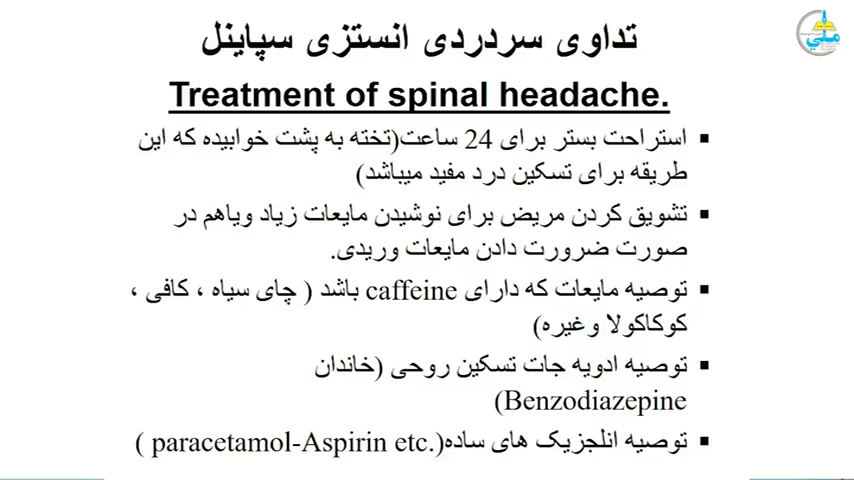 تداوی سردردی انستزی سپاینل
Treatment of spinal headache.
▪ استراحت بستر برای 24 ساعت(تخته به پشت خوابیده که این
طریقه برای تسکین درد مفید میباشد)
▪ تشویق کردن مریض برای نوشیدن مایعات زیاد ویاهم در
صورت ضرورت دادن مایعات وریدی.
▪ توصیه مایعات که دارای caffeine باشد ( چای سیاه ، کافی ،
کوکاکولا وغیره)
▪ توصیه ادویه جات تسکین روحی (خاندان
Benzodiazepine)
▪ توصیه انلجزیک های ساده(.paracetamol-Aspirin etc )
ملي